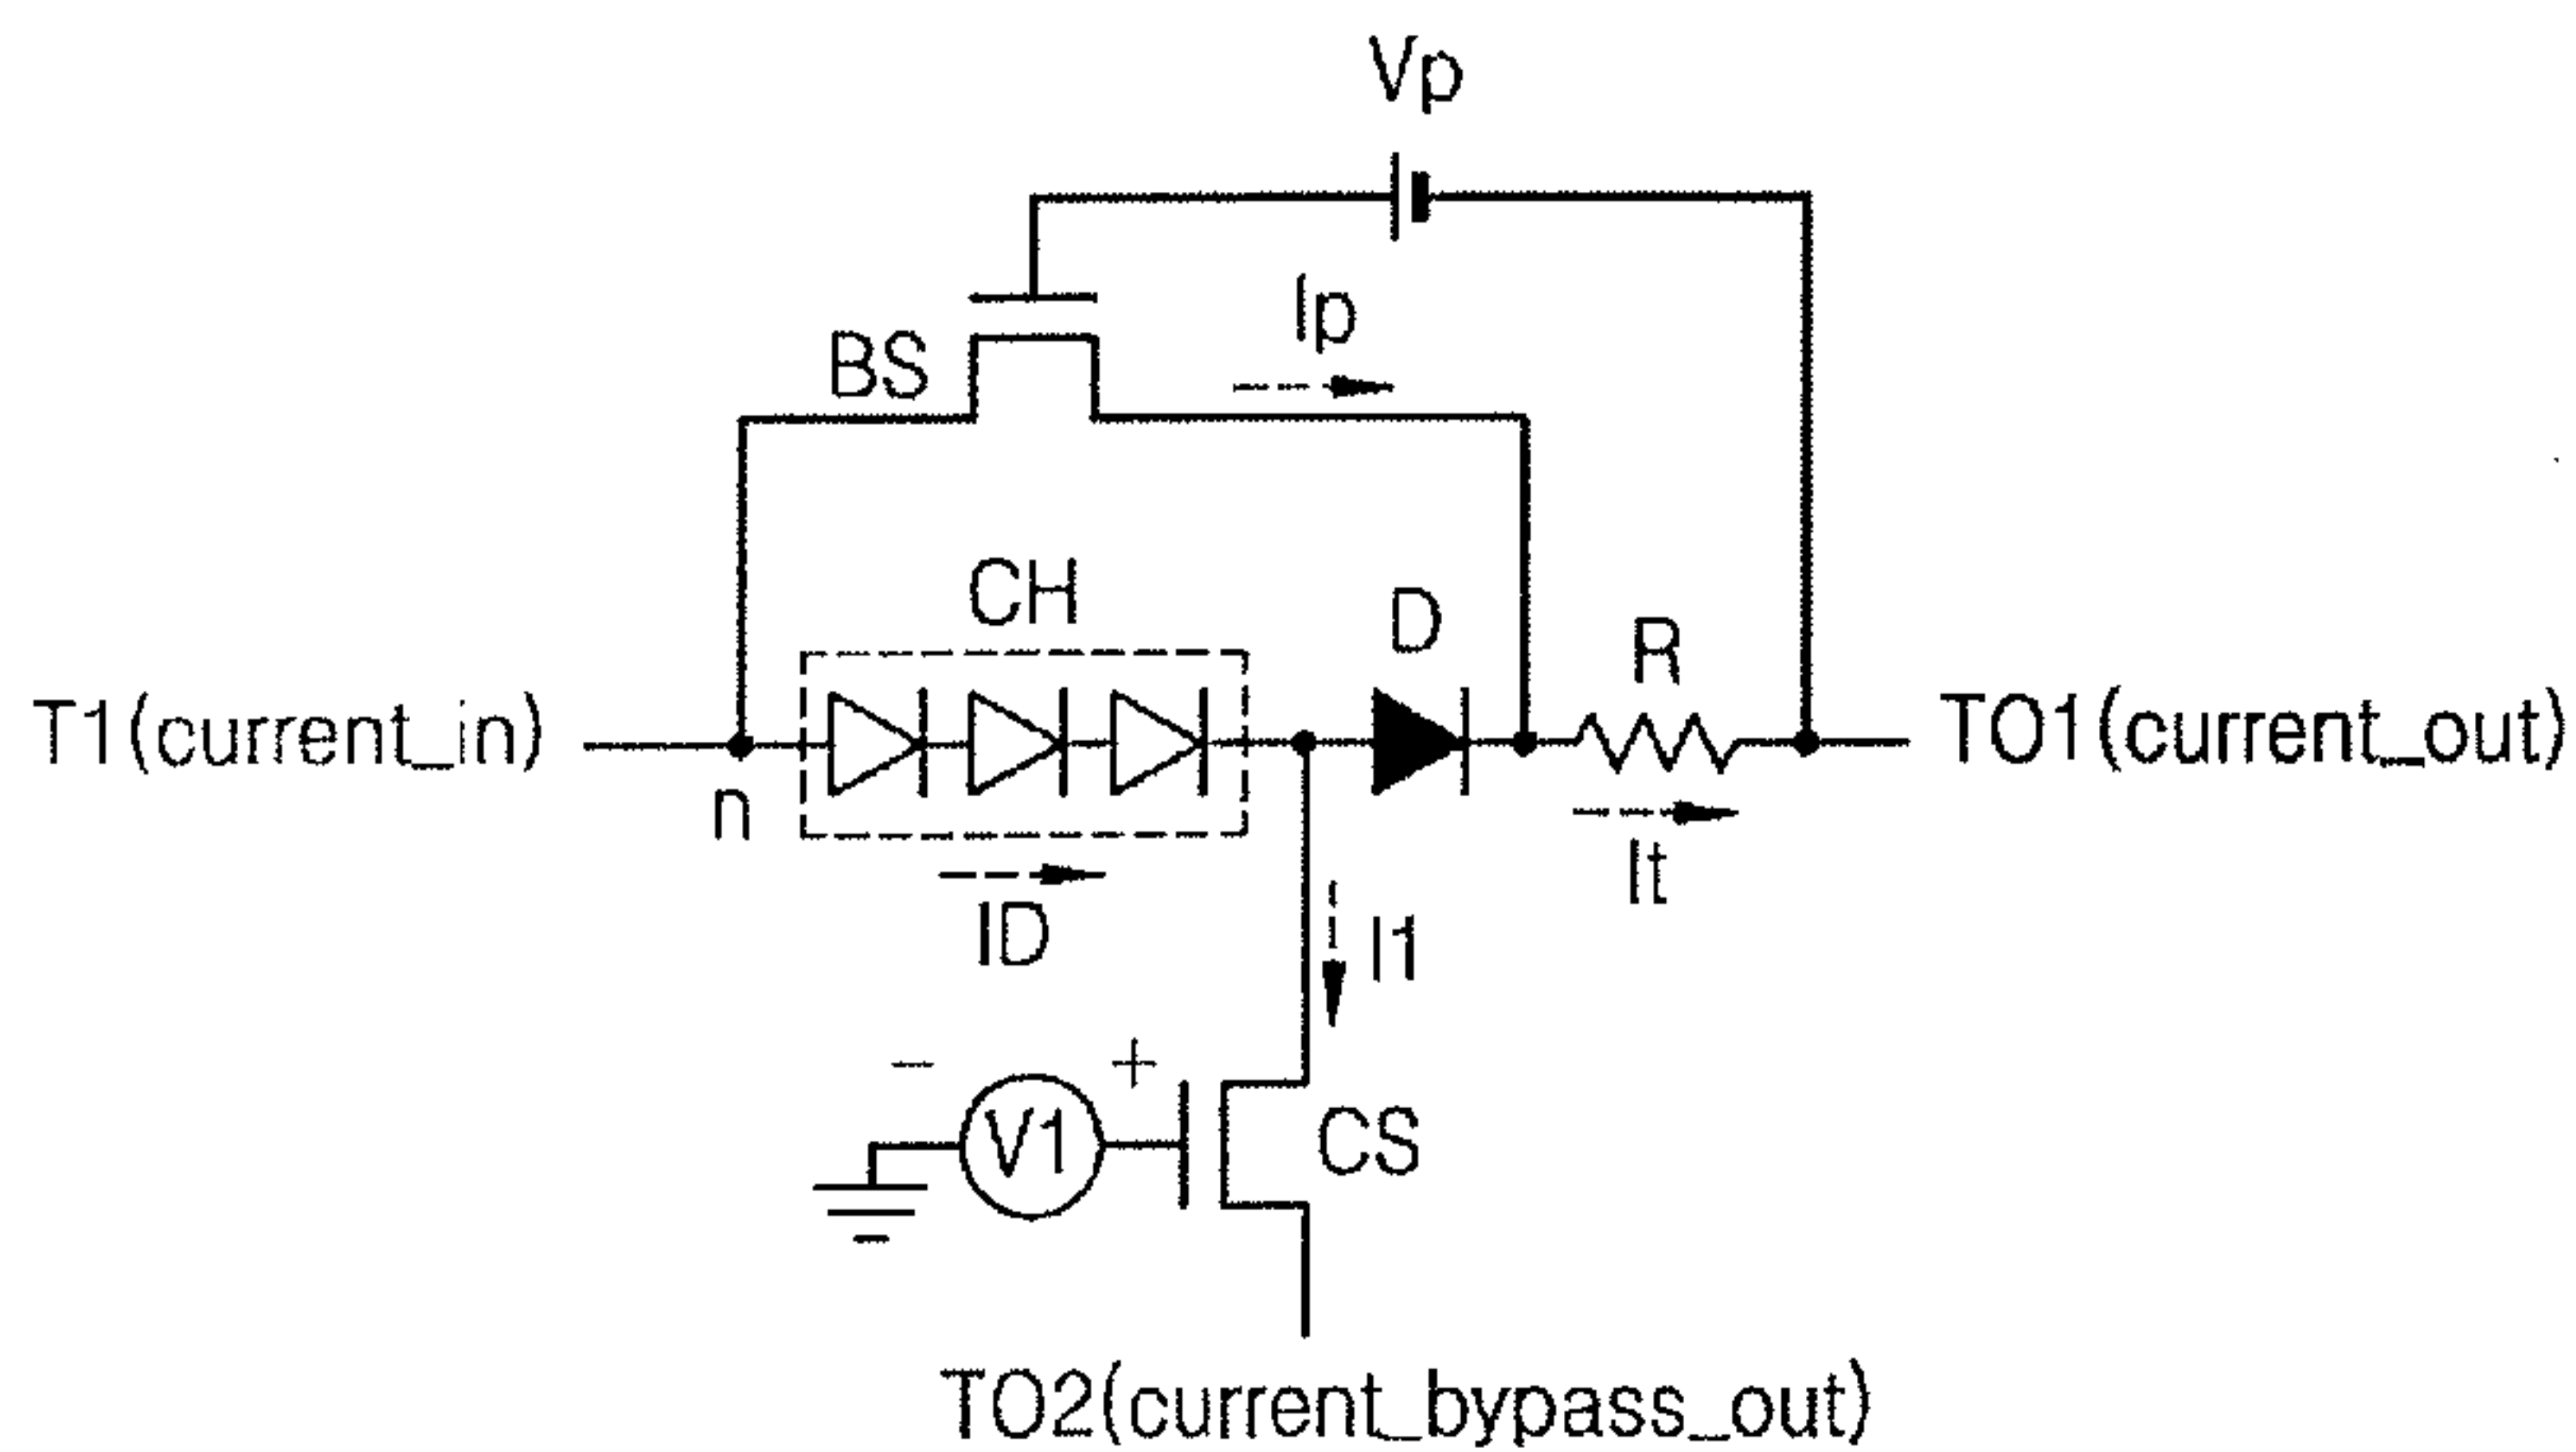 Vp
BS
Ip
CH
D
R
T1(current_in)
TO1(current_out)
n
It
ID
I1
− +
V1
CS
TO2(current_bypass_out)